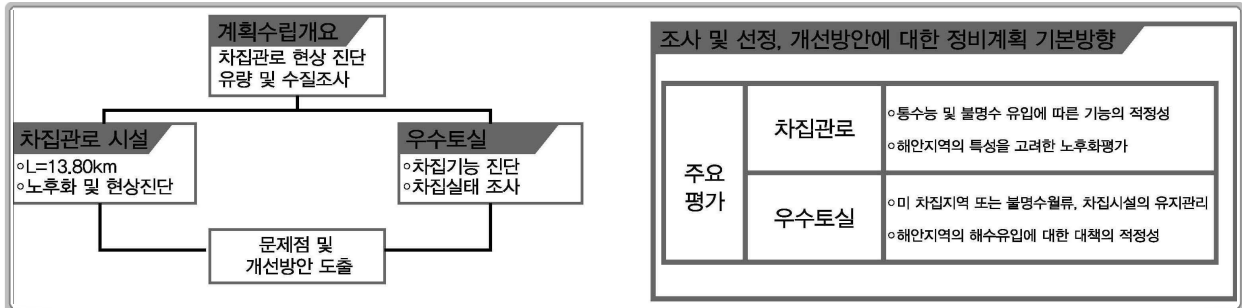 계획수립개요
차집관로 현상 진단
유량 및 수질조사
차집관로 시설
○L=13.80km
○노후화 및 현상진단
우수토실
○차집기능 진단
○차집실태 조사
문제점 및
개선방안 도출
조사 및 선정, 개선방안에 대한 정비계획 기본방향
주요
평가
차집관로
○통수능 및 불명수 유입에 따른 기능의 적정성
○해안지역의 특성을 고려한 노후화평가
우수토실
○미 차집지역 또는 불명수월류, 차집시설의 유지관리
○해안지역의 해수유입에 대한 대책의 적정성